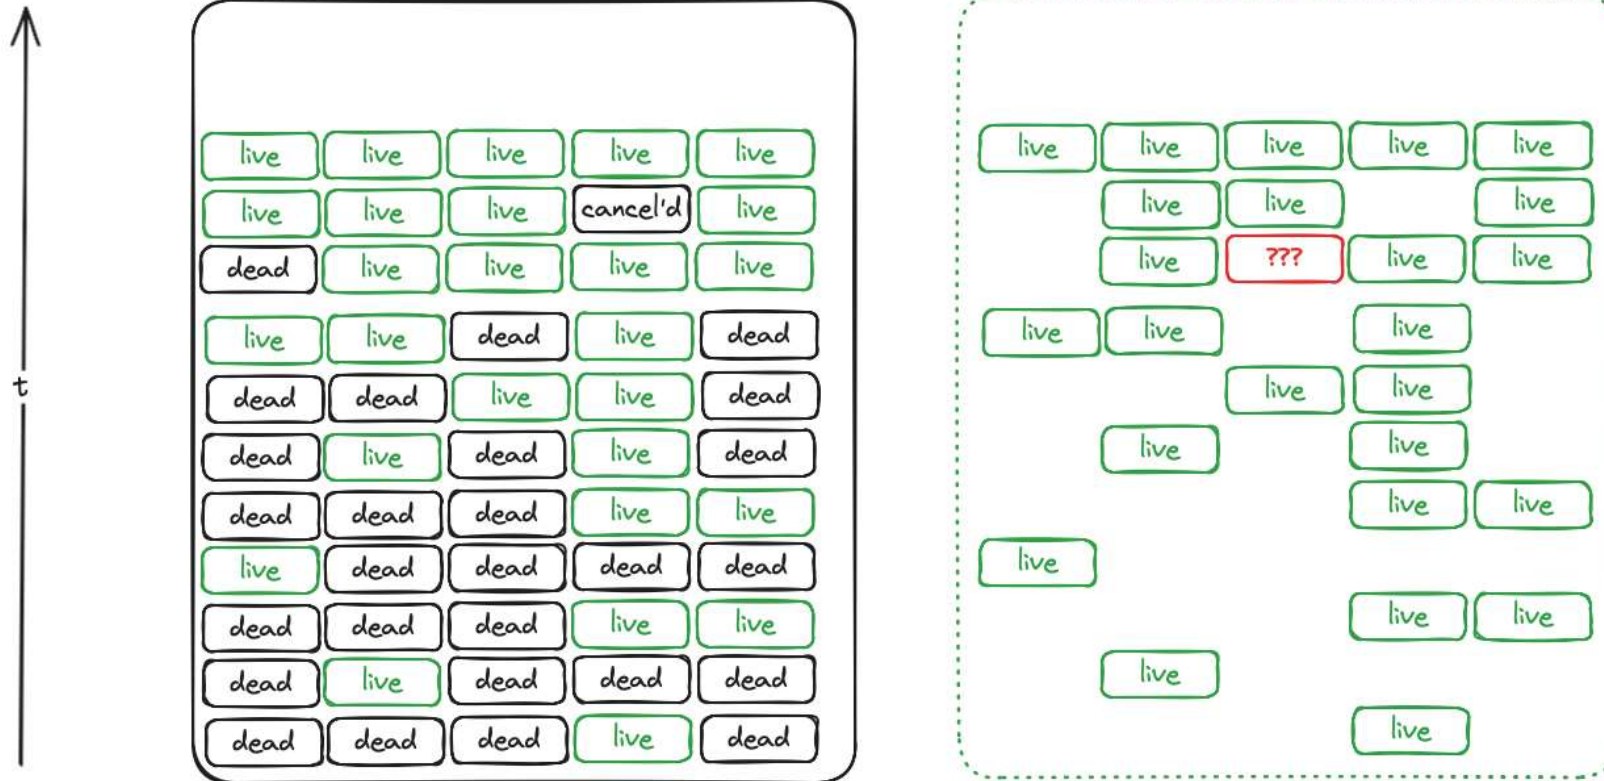 live live live live live
live live live cancel'd live
dead live live live live
live live dead live dead
dead dead live live dead
dead live dead live dead
dead dead dead live live
live dead dead dead dead
dead dead dead live live
dead live dead dead dead
dead dead dead live dead
t
live live live live live
live live live
live ??? live live
live live live
live live
live live
live live
live
live live
live
live